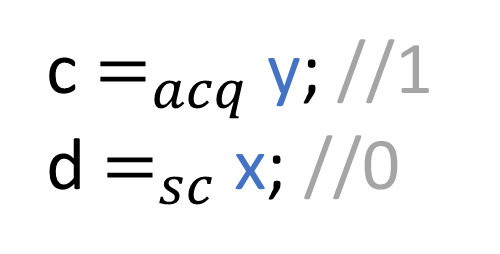 c =acq y; //1
d =sc x; //0